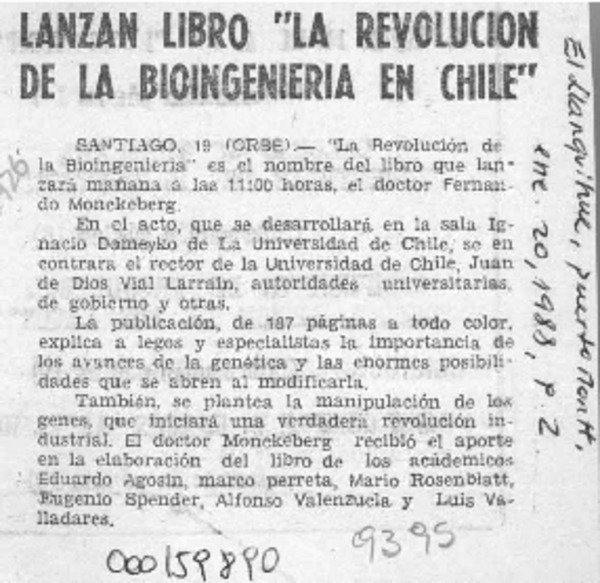 LANZAN LIBRO "LA REVOLUCION
DE LA BIOINGENIERIA EN CHILE"
SANTIAGO, 19 (ORBE).— "La Revolución de
la Bioingeniería" es el nombre del libro que lan-
zará mañana a las 11:00 horas, el doctor Fernan-
do Monckeberg.
En el acto, que se desarrollará en la sala Ig-
nacio Domeyko de La Universidad de Chile, se en
contrara el rector de la Universidad de Chile, Juan
de Dios Vial Larraín, autoridades universitarias,
de gobierno y otras.
La publicación, de 187 páginas a todo color,
explica a legos y especialistas la importancia de
los avances de la genética y las enormes posibili-
dades que se abren al modificarla.
También, se plantea la manipulación de los
genes, que iniciará una verdadera revolución in-
dustrial. El doctor Monckeberg recibió el aporte
en la elaboración del libro de los académicos
Eduardo Agosin, marco perreta, Mario Rosenblatt,
Eugenio Spender, Alfonso Valenzuela y Luis Va-
lladares.
El Llanquihue, Puerto Montt,
ene. 20, 1988, p. 2
9395
000159890